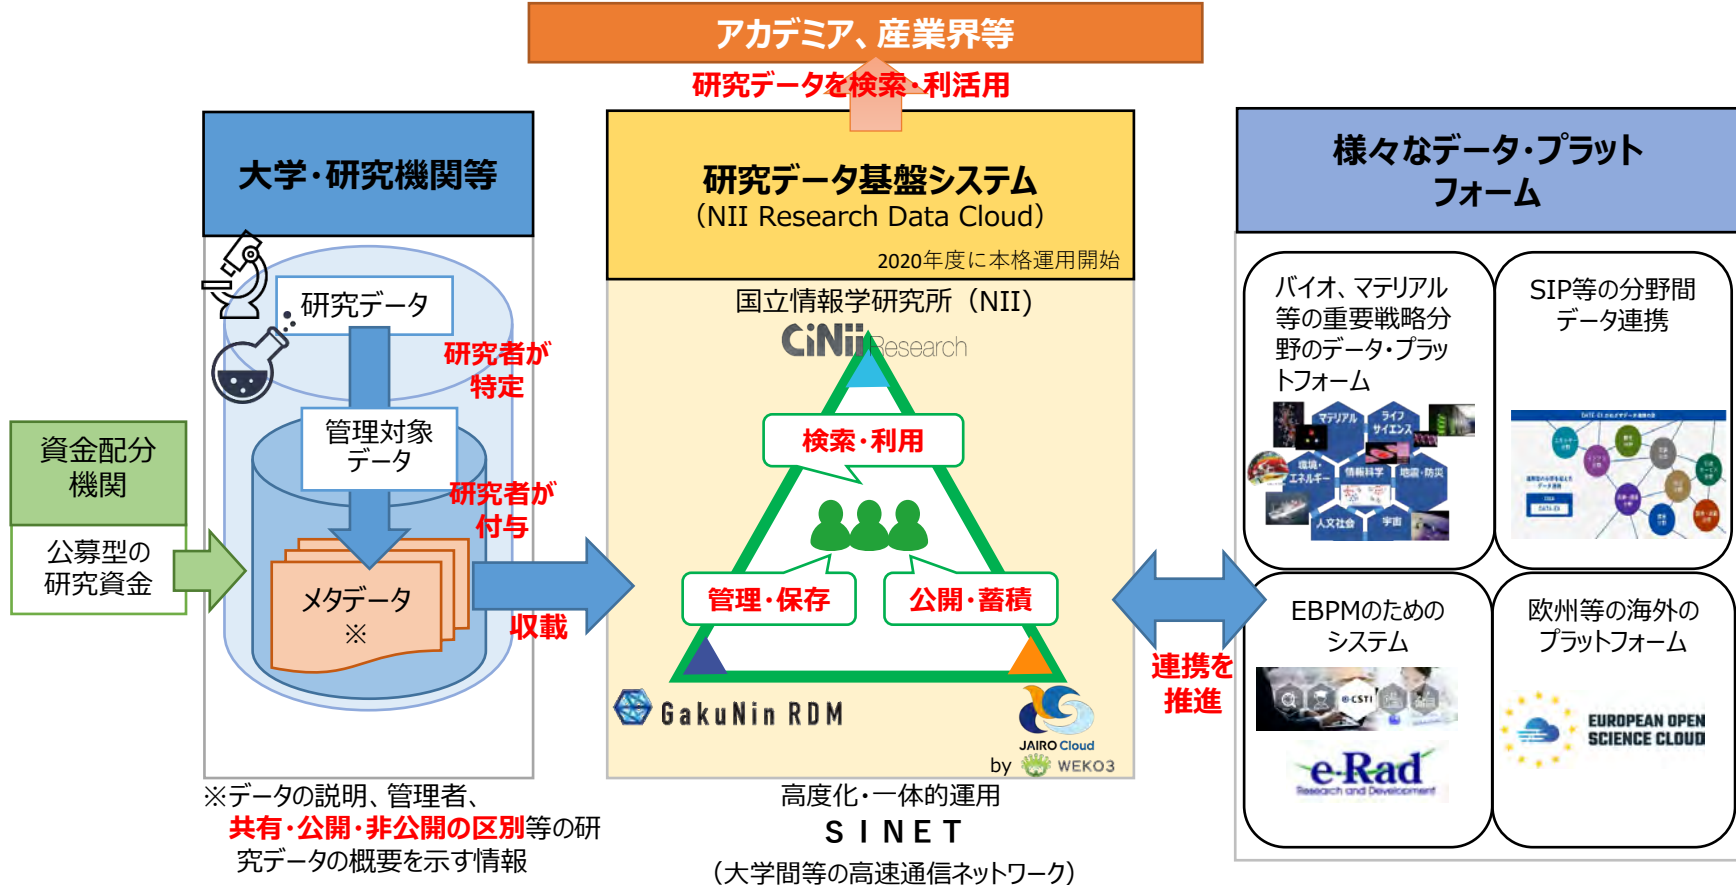 アカデミア、産業界等
研究データを検索・利活用
大学・研究機関等
研究データ
研究者が
特定
管理対象
データ
研究者が
付与
メタデータ
※
収載
資金配分
機関
公募型の
研究資金
※データの説明、管理者、
共有・公開・非公開の区別等の研
究データの概要を示す情報
研究データ基盤システム
（NII Research Data Cloud）
2020年度に本格運用開始
国立情報学研究所（NII)
CiNii Research
検索・利用
管理・保存
公開・蓄積
GakuNin RDM
JAIRO Cloud
by WEKO3
高度化・一体的運用
ＳＩＮＥＴ
（大学間等の高速通信ネットワーク）
連携を
推進
様々なデータ・プラット
フォーム
バイオ、マテリアル
等の重要戦略分
野のデータ・プラッ
トフォーム
マテリアル
ライフ
サイエンス
環境・
エネルギー
情報科学
地震・防災
人文社会
宇宙
SIP等の分野間
データ連携
EBPMのための
システム
CSTI
e-Rad
Research and Development
欧州等の海外の
プラットフォーム
EUROPEAN OPEN
SCIENCE CLOUD